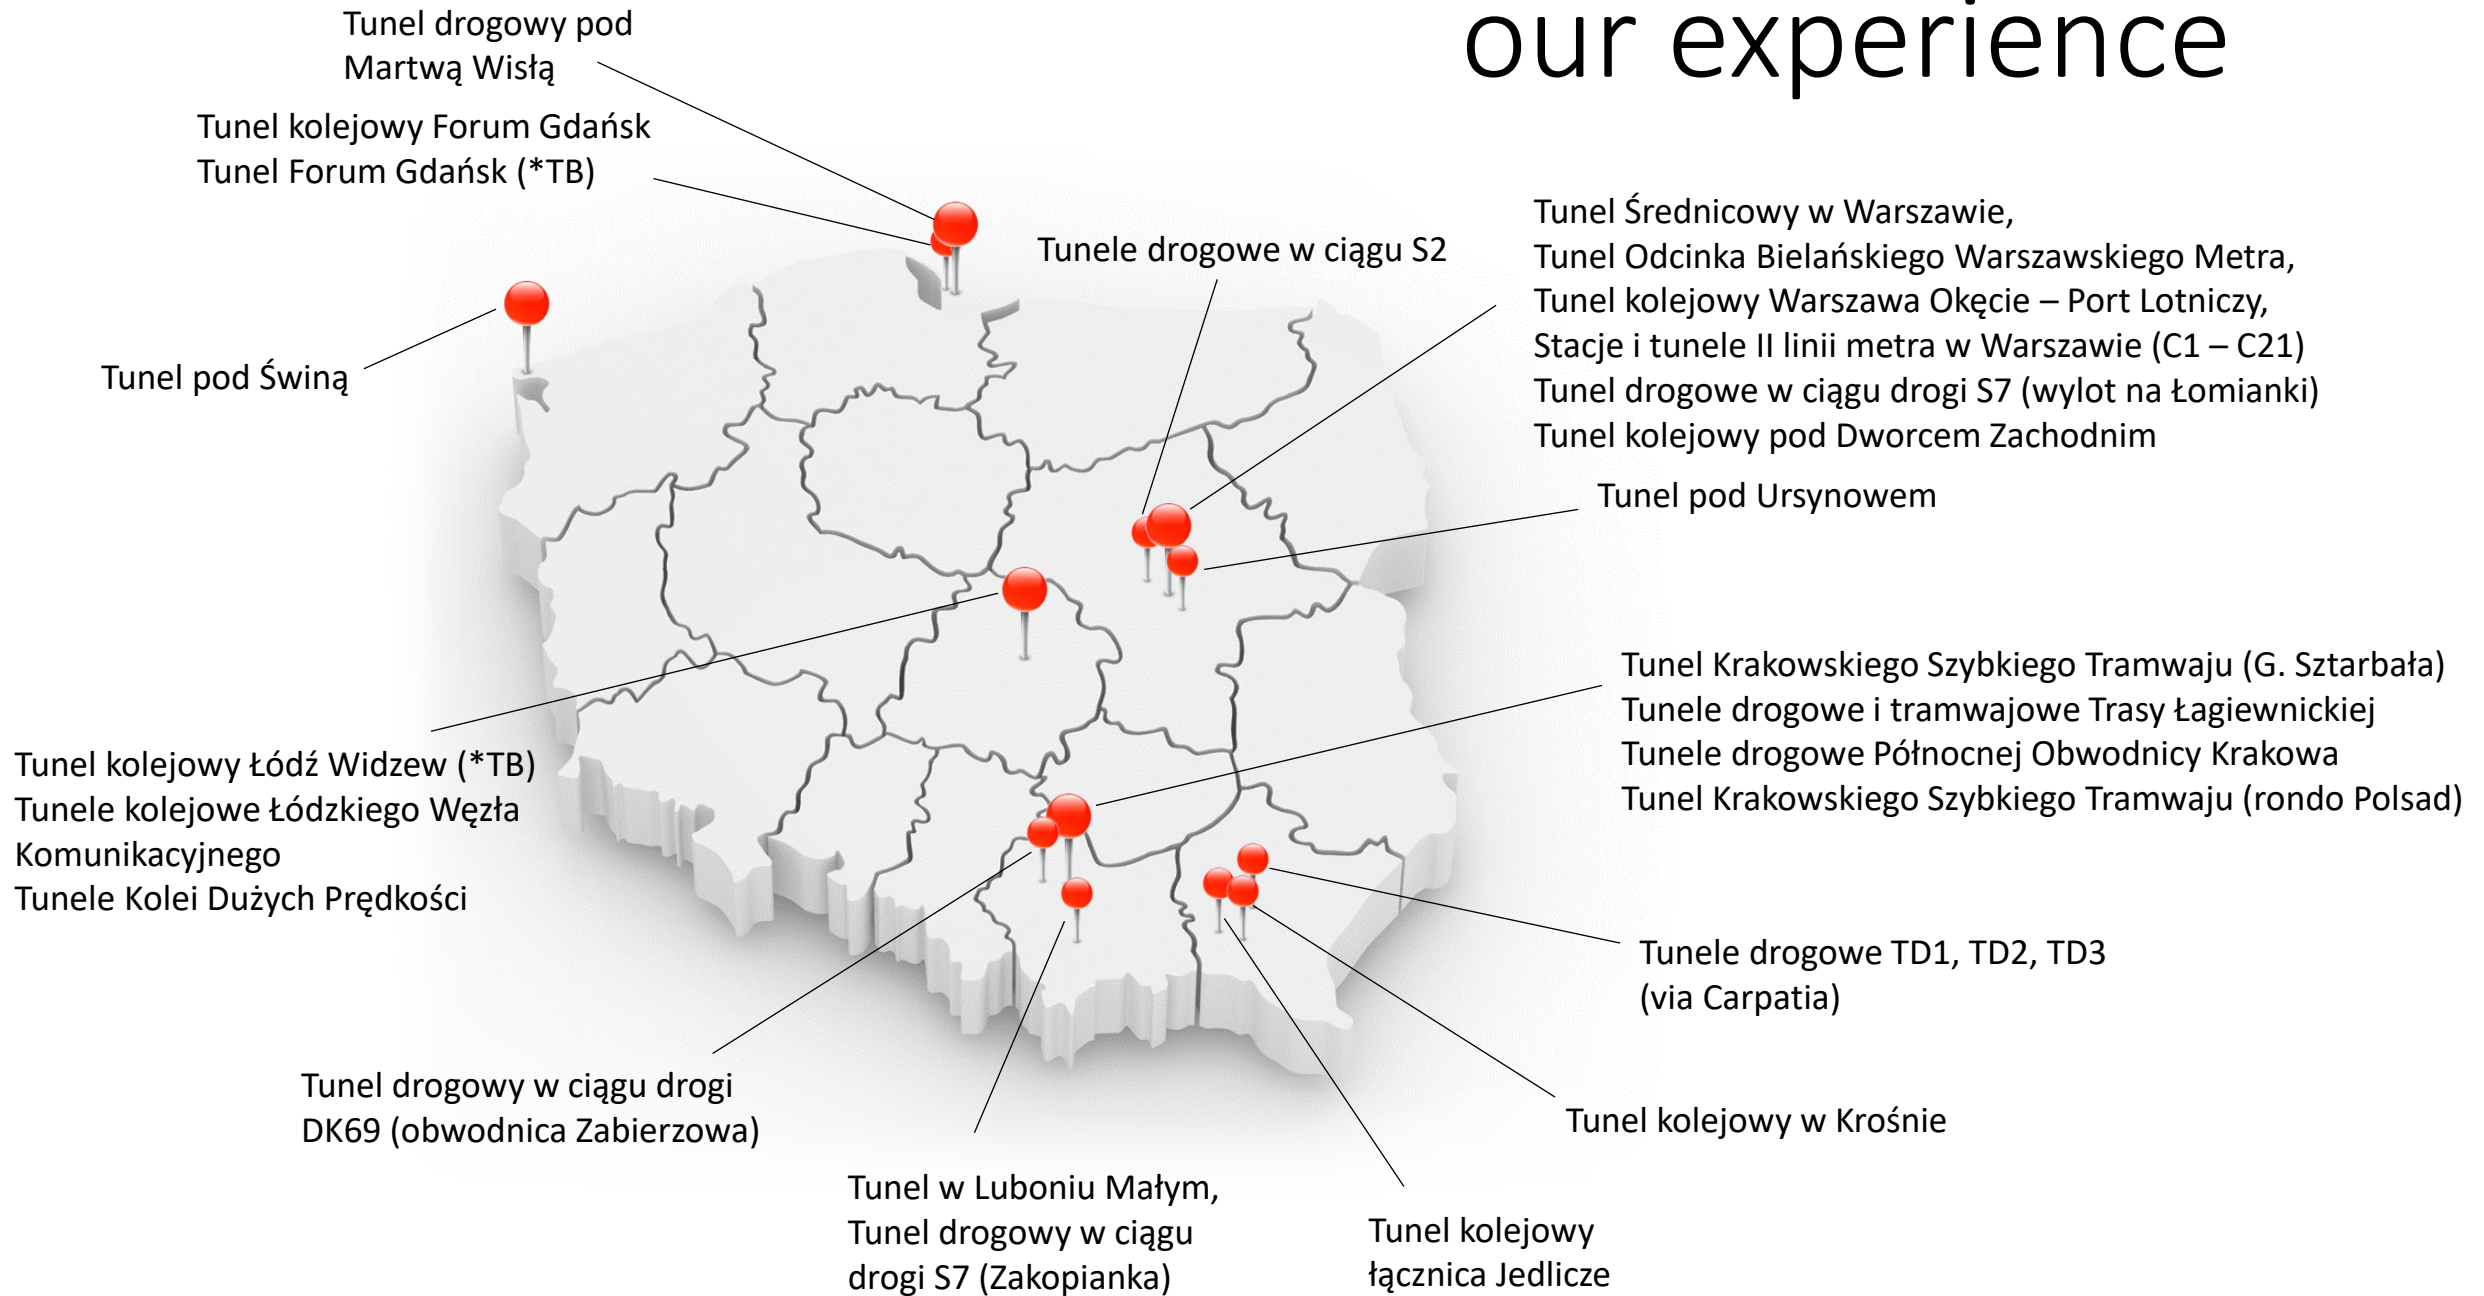 our experience
Tunel drogowy pod
Martwą Wisłą
Tunel kolejowy Forum Gdańsk
Tunel Forum Gdańsk (*TB)
Tunele drogowe w ciągu S2
Tunel Średnicowy w Warszawie,
Tunel Odcinka Bielańskiego Warszawskiego Metra,
Tunel kolejowy Warszawa Okęcie – Port Lotniczy,
Stacje i tunele II linii metra w Warszawie (C1 – C21)
Tunel drogowe w ciągu drogi S7 (wylot na Łomianki)
Tunel kolejowy pod Dworcem Zachodnim
Tunel pod Świną
Tunel pod Ursynowem
Tunel Krakowskiego Szybkiego Tramwaju (G. Sztarbała)
Tunele drogowe i tramwajowe Trasy Łagiewnickiej
Tunele drogowe Północnej Obwodnicy Krakowa
Tunel Krakowskiego Szybkiego Tramwaju (rondo Polsad)
Tunel kolejowy Łódź Widzew (*TB)
Tunele kolejowe Łódzkiego Węzła
Komunikacyjnego
Tunele Kolei Dużych Prędkości
Tunele drogowe TD1, TD2, TD3
(via Carpatia)
Tunel drogowy w ciągu drogi
DK69 (obwodnica Zabierzowa)
Tunel kolejowy w Krośnie
Tunel w Luboniu Małym,
Tunel drogowy w ciągu
drogi S7 (Zakopianka)
Tunel kolejowy
łącznica Jedlicze